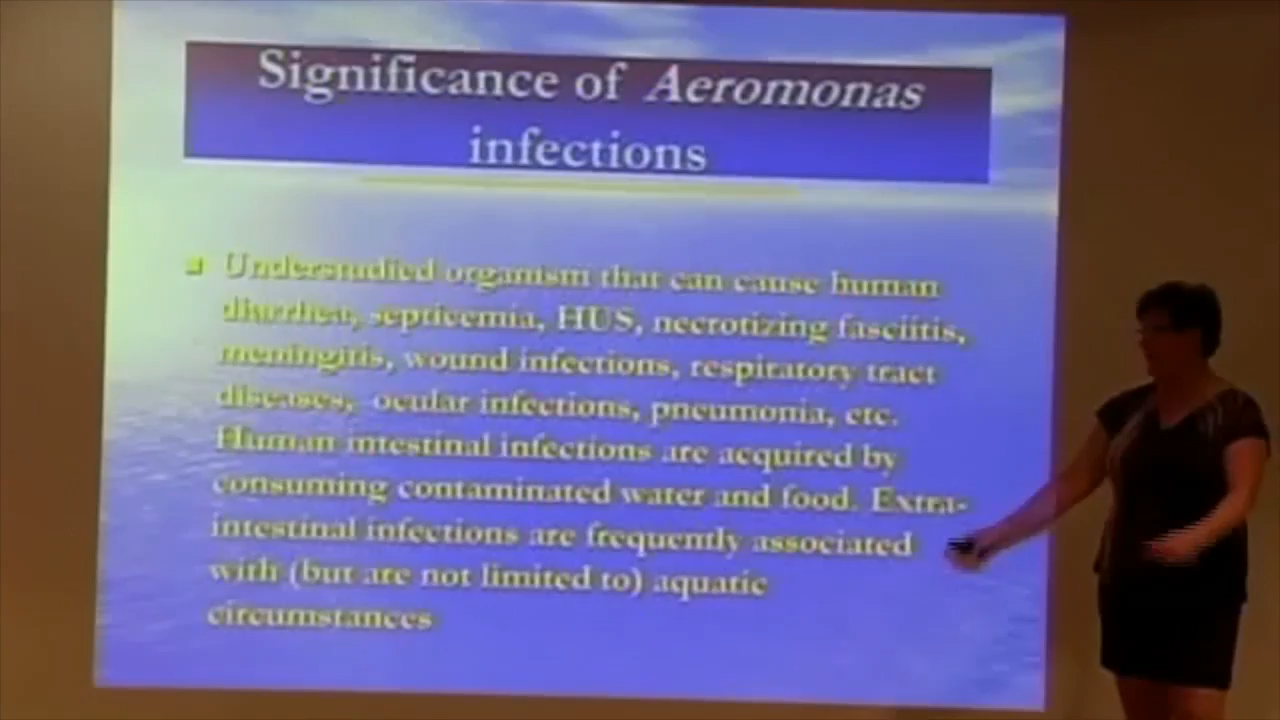 Significance of Aeromonas
infections
Understudied organism that can cause human
diarrhea, septicemia, HUS, necrotizing fasciitis,
meningitis, wound infections, respiratory tract
diseases, ocular infections, pneumonia, etc.
Human intestinal infections are acquired by
consuming contaminated water and food. Extra-
intestinal infections are frequently associated
with (but are not limited to) aquatic
circumstances